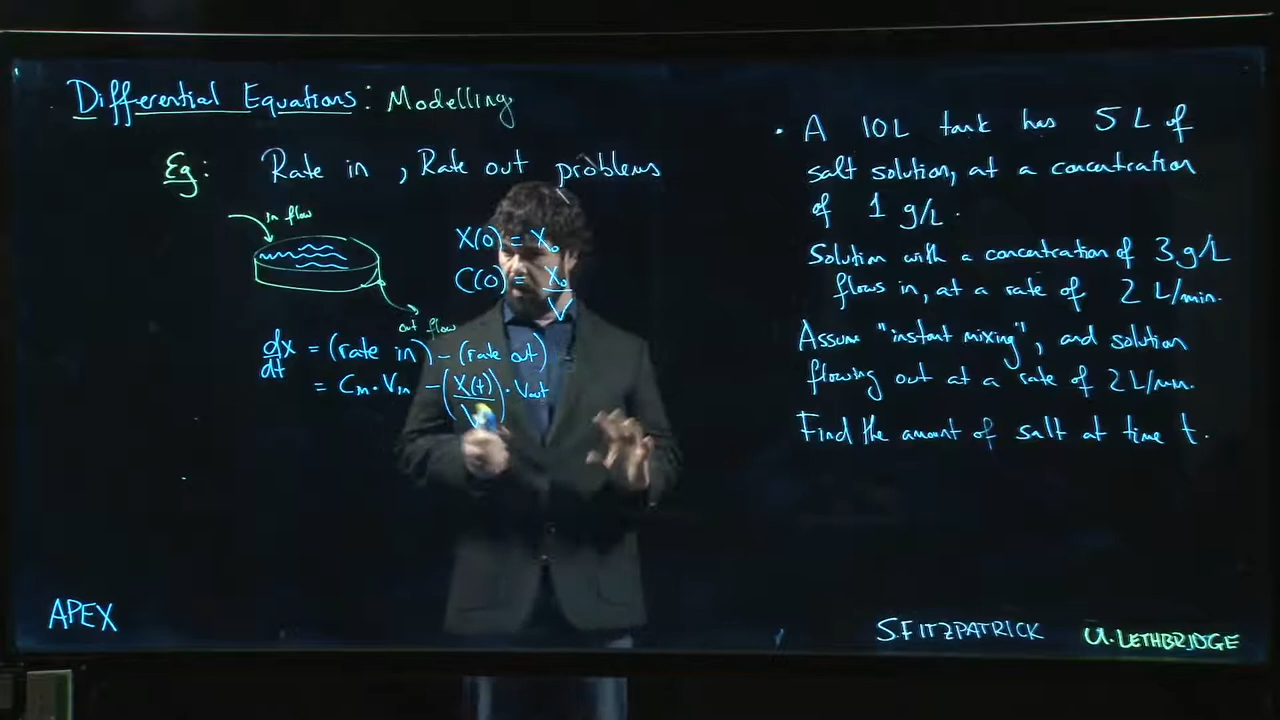 Differential Equations: Modelling
Eg: Rate in, Rate out problems
in flow
out flow
X(0) = X₀
C(0) = X₀/V
dx/dt = (rate in) - (rate out)
= Cin · Vin - (X(t)/V) · Vout
• A 10L tank has 5 L of
salt solution, at a concentration
of 1 g/L.
Solution with a concentration of 3 g/L
flows in, at a rate of 2 L/min.
Assume "instant mixing", and solution
flowing out at a rate of 2 L/min.
Find the amount of salt at time t.
APEX
S.FITZPATRICK
U. LETHBRIDGE